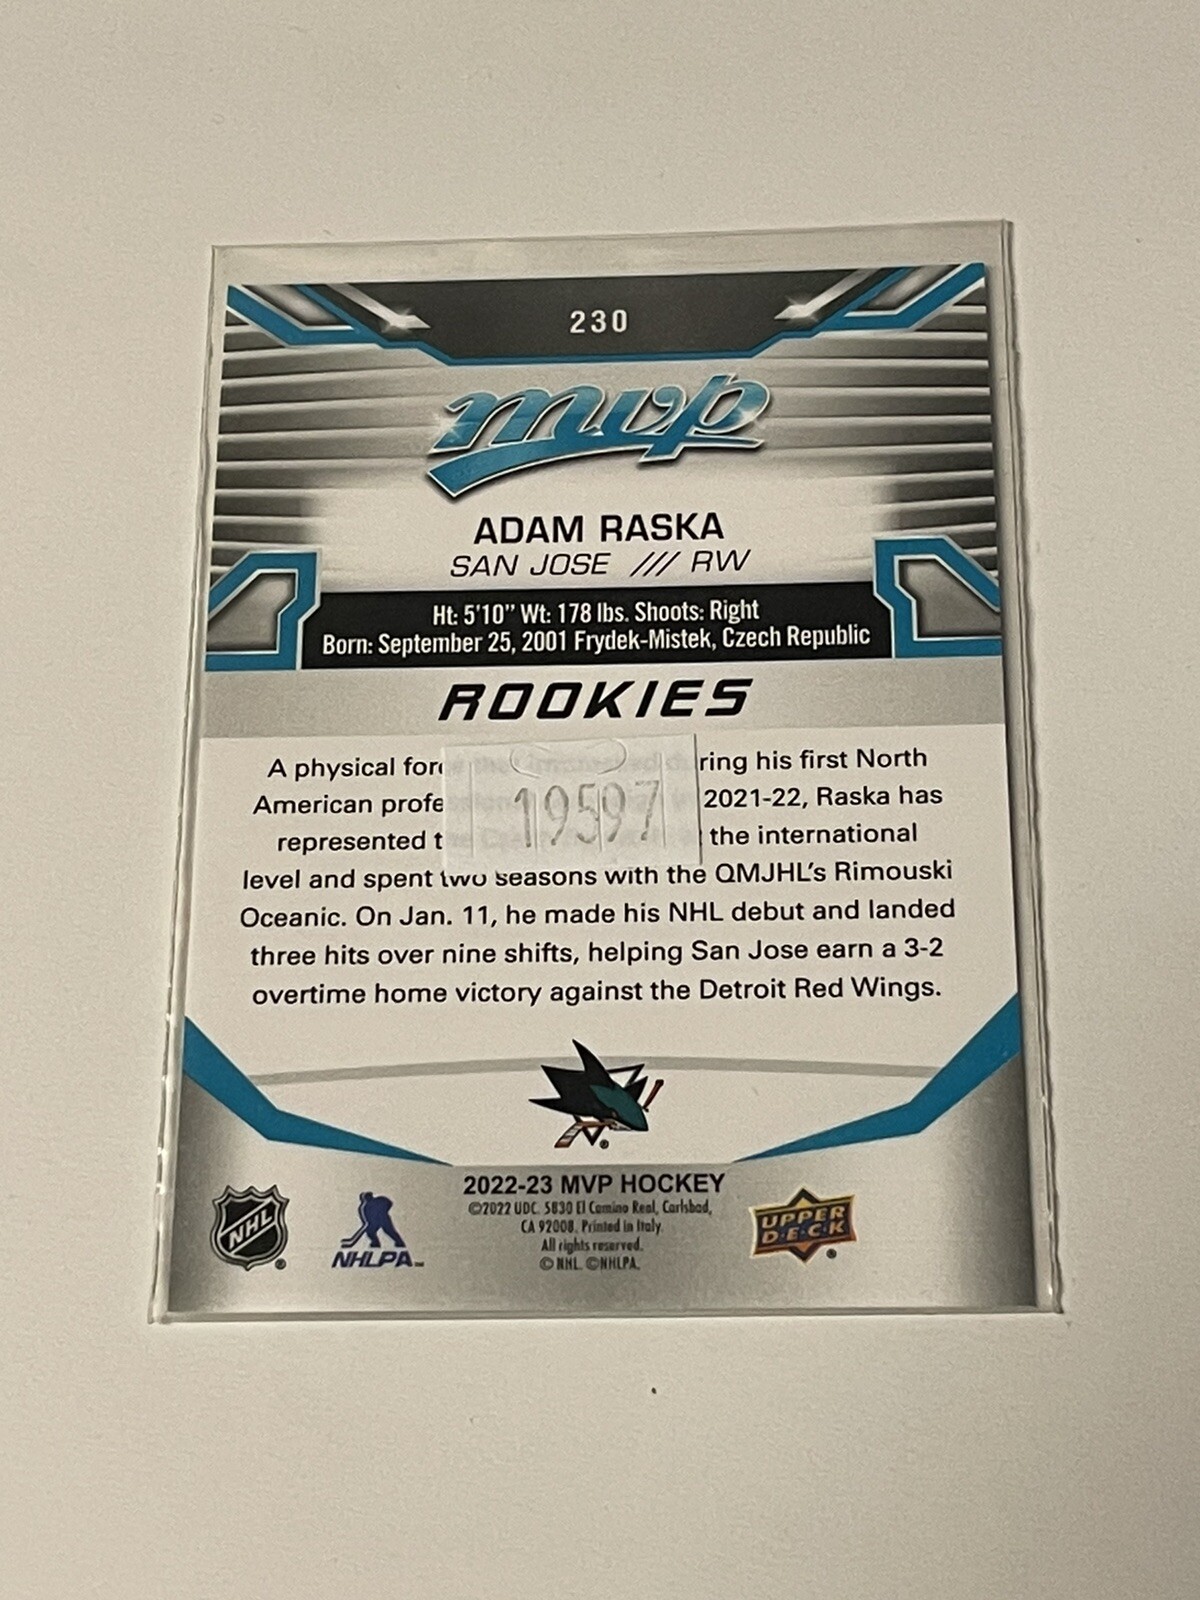 230
mvp
ADAM RASKA
SAN JOSE /// RW
Ht: 5'10" Wt: 178 lbs. Shoots: Right
Born: September 25, 2001 Frydek-Mistek, Czech Republic
ROOKIES
A physical force that impressed during his first North
American profe 2021-22, Raska has
19597
represented the the international
level and spent two seasons with the QMJHL's Rimouski
Oceanic. On Jan. 11, he made his NHL debut and landed
three hits over nine shifts, helping San Jose earn a 3-2
overtime home victory against the Detroit Red Wings.
2022-23 MVP HOCKEY
©2022 UDC. 5830 El Camino Real, Carlsbad,
CA 92008. Printed in Italy.
All rights reserved.
© NHL. ©NHLPA.
NHL
NHLPA
UPPER
DECK